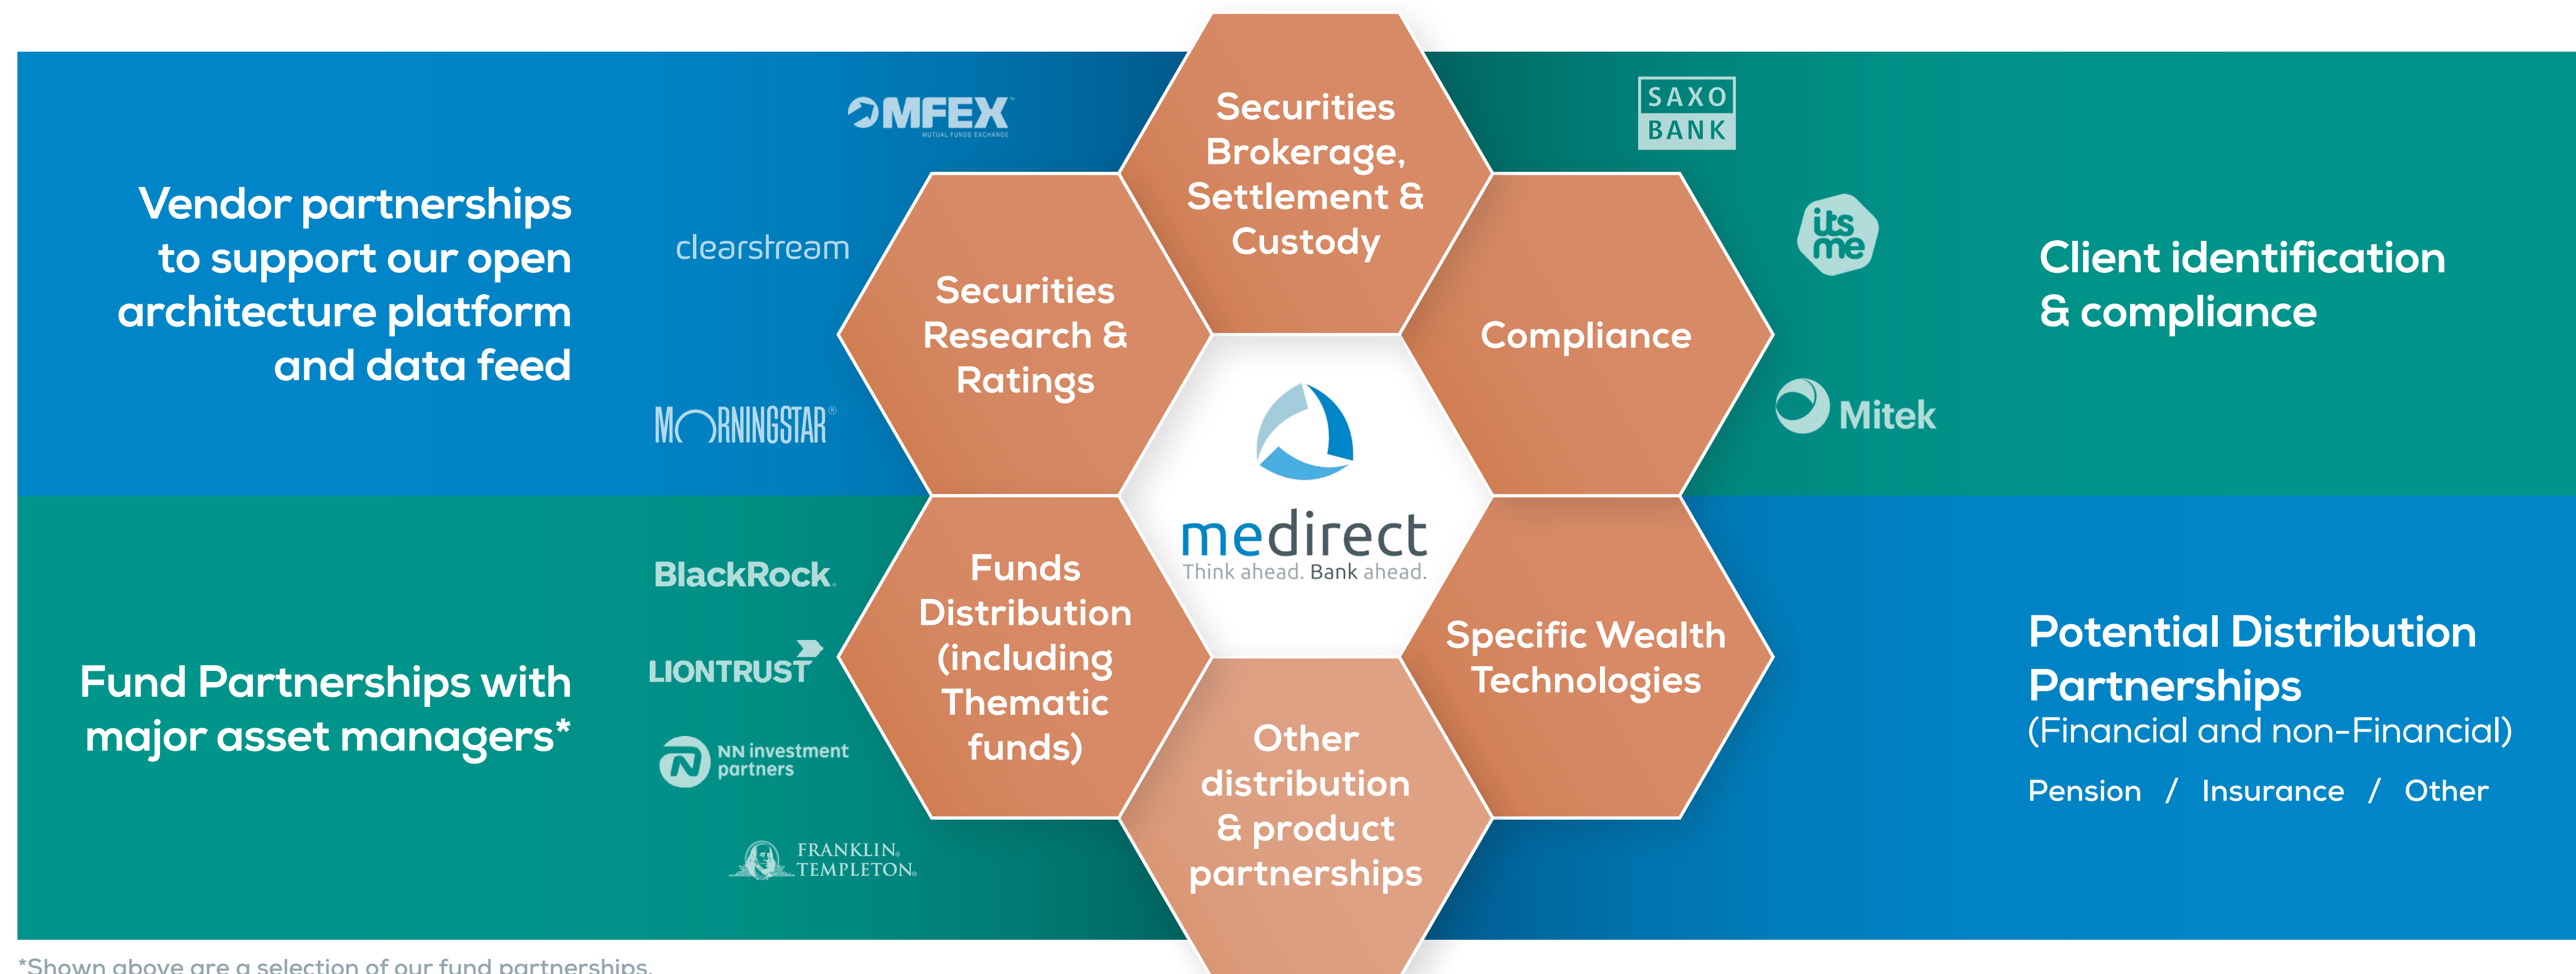 Vendor partnerships
to support our open
architecture platform
and data feed
MFEX™
MUTUAL FUNDS EXCHANGE
clearstream
MORNINGSTAR®
Securities
Brokerage,
Settlement &
Custody
Securities
Research &
Ratings
Compliance
SAXO
BANK
its
me
Mitek
Client identification
& compliance
medirect
Think ahead. Bank ahead.
Fund Partnerships with
major asset managers*
BlackRock®
LIONTRUST
NN investment
partners
FRANKLIN®
TEMPLETON®
Funds
Distribution
(including
Thematic
funds)
Other
distribution
& product
partnerships
Specific Wealth
Technologies
Potential Distribution
Partnerships
(Financial and non-Financial)
Pension / Insurance / Other
*Shown above are a selection of our fund partnerships.